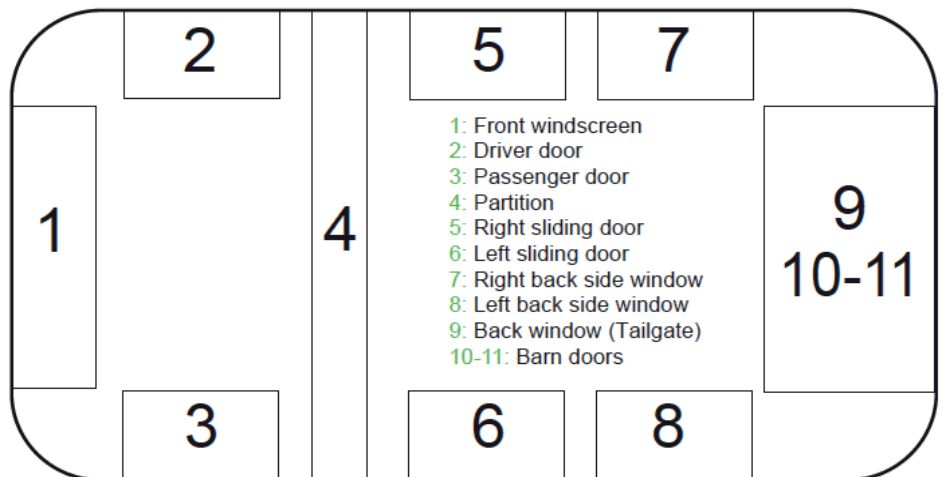 2
5
7
1: Front windscreen
2: Driver door
3: Passenger door
4: Partition
5: Right sliding door
6: Left sliding door
7: Right back side window
8: Left back side window
9: Back window (Tailgate)
10-11: Barn doors
1
4
9
10-11
3
6
8